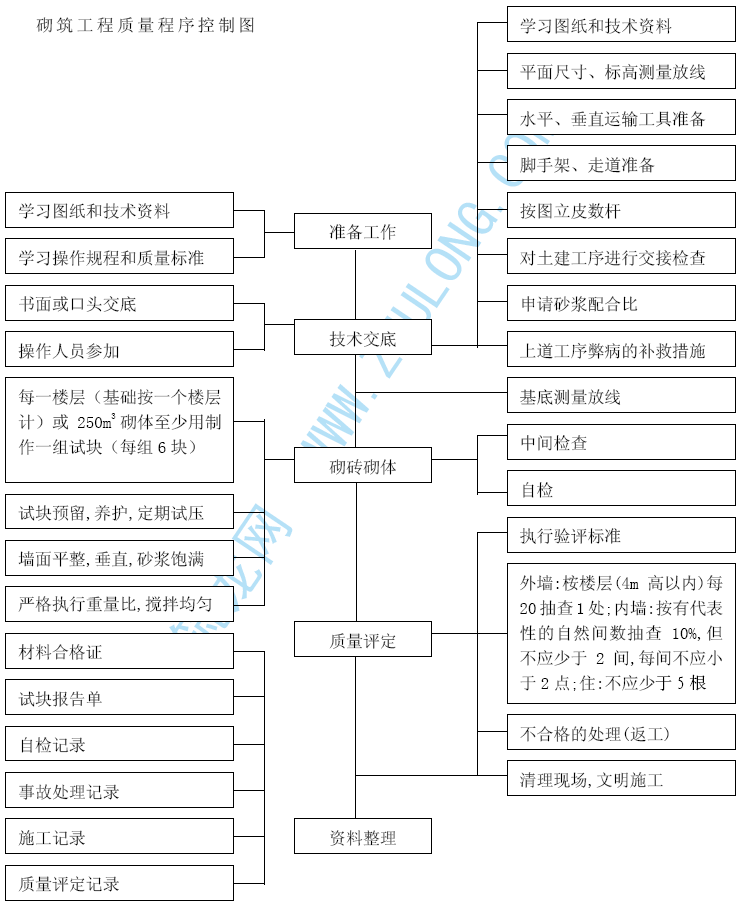 砌筑工程质量程序控制图
学习图纸和技术资料
平面尺寸、标高测量放线
水平、垂直运输工具准备
脚手架、走道准备
按图立皮数杆
对土建工序进行交接检查
申请砂浆配合比
上道工序弊病的补救措施
基底测量放线
中间检查
自检
执行验评标准
外墙:桉楼层(4m 高以内)每
20抽查1处;内墙:按有代表
性的自然间数抽查 10%,但
不应少于 2 间,每间不应小
于2点;住:不应少于5根
不合格的处理(返工)
清理现场,文明施工
准备工作
技术交底
砌砖砌体
质量评定
资料整理
学习图纸和技术资料
学习操作规程和质量标准
书面或口头交底
操作人员参加
每一楼层（基础按一个楼层
计）或 250m³砌体至少用制
作一组试块（每组6块）
试块预留,养护,定期试压
墙面平整,垂直,砂浆饱满
严格执行重量比,搅拌均匀
材料合格证
试块报告单
自检记录
事故处理记录
施工记录
质量评定记录